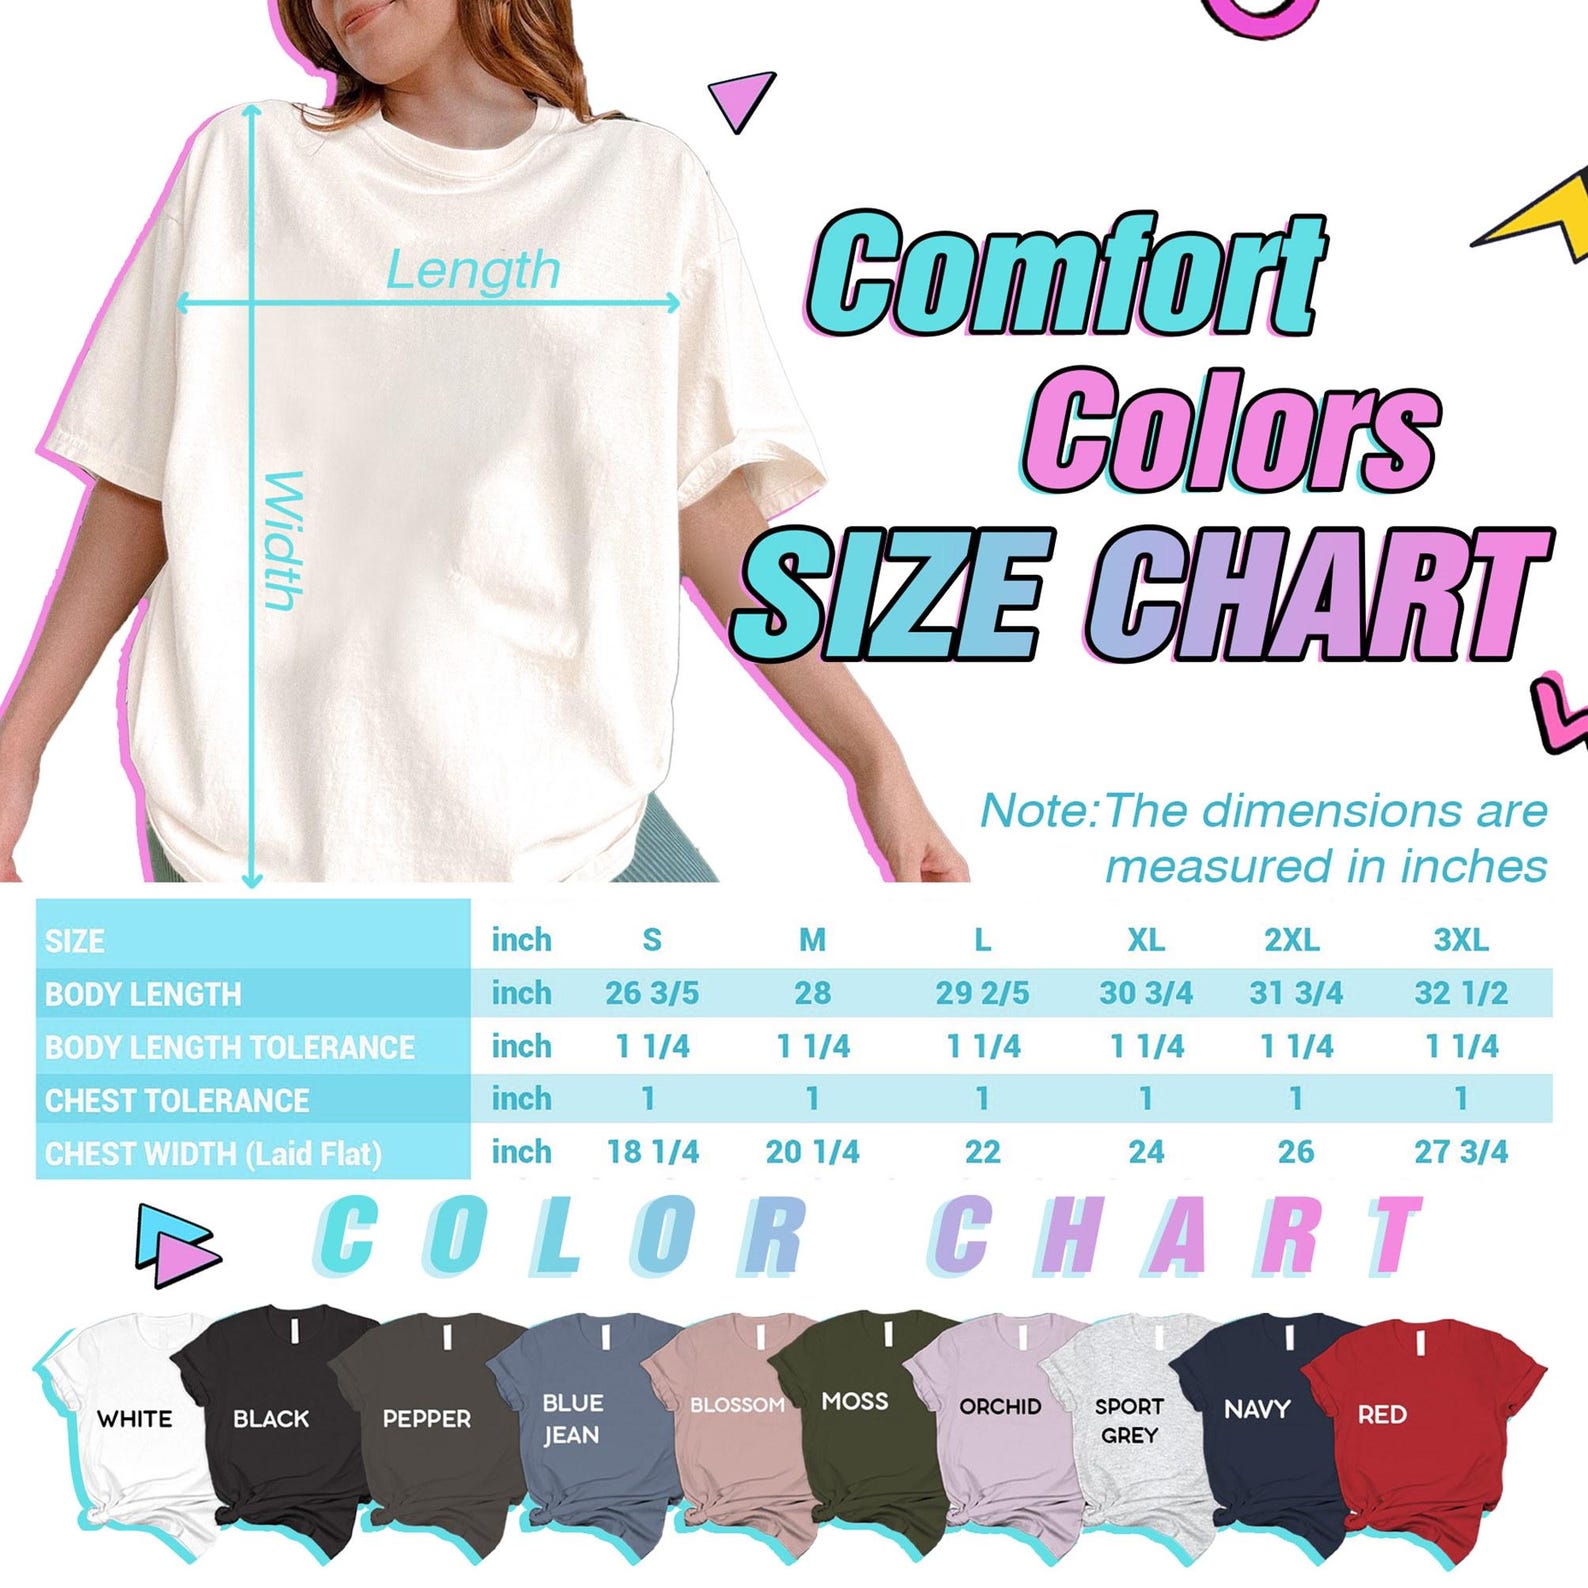 Length
Width
Comfort
Colors
SIZE CHART
Note:The dimensions are
measured in inches
SIZE inch S M L XL 2XL 3XL
BODY LENGTH inch 26 3/5 28 29 2/5 30 3/4 31 3/4 32 1/2
BODY LENGTH TOLERANCE inch 1 1/4 1 1/4 1 1/4 1 1/4 1 1/4 1 1/4
CHEST TOLERANCE inch 1 1 1 1 1 1
CHEST WIDTH (Laid Flat) inch 18 1/4 20 1/4 22 24 26 27 3/4
COLOR CHART
WHITE
BLACK
PEPPER
BLUE
JEAN
BLOSSOM
MOSS
ORCHID
SPORT
GREY
NAVY
RED